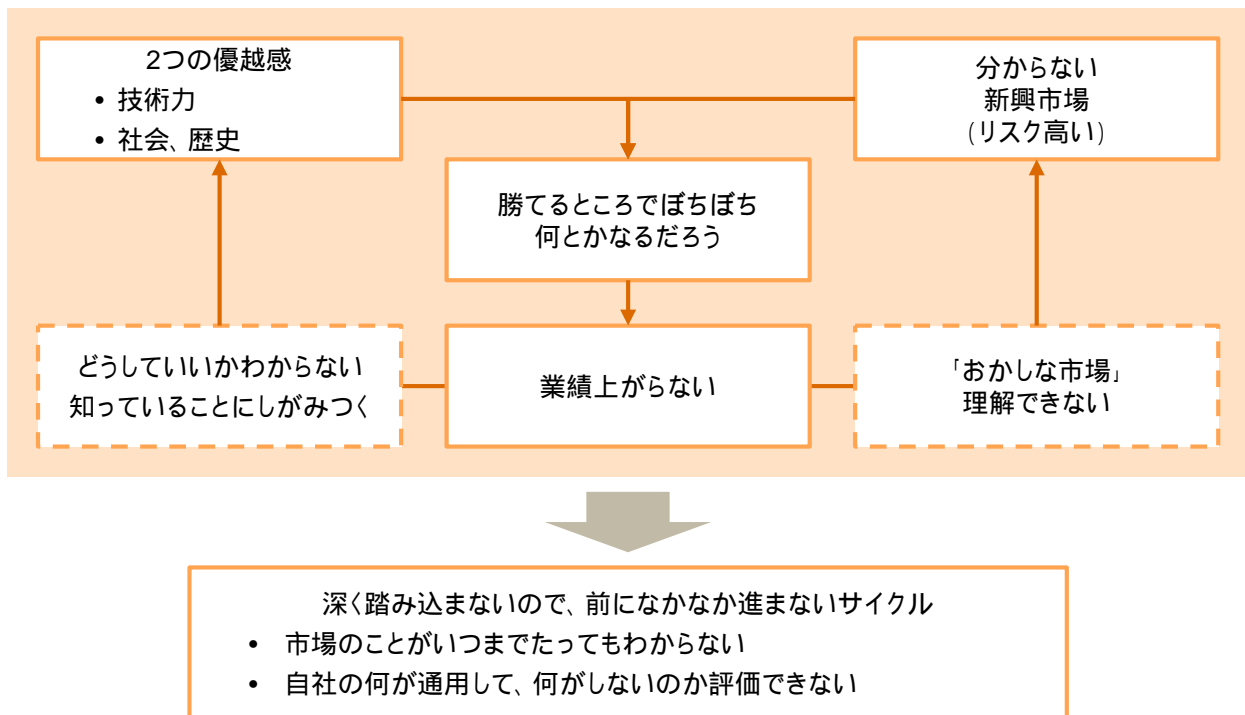 2つの優越感
• 技術力
• 社会、歴史
分からない
新興市場
(リスク高い)
勝てるところでぼちぼち
何とかなるだろう
どうしていいかわからない
知っていることにしがみつく
業績上がらない
「おかしな市場」
理解できない
深く踏み込まないので、前になかなか進まないサイクル
• 市場のことがいつまでたってもわからない
• 自社の何が通用して、何がしないのか評価できない